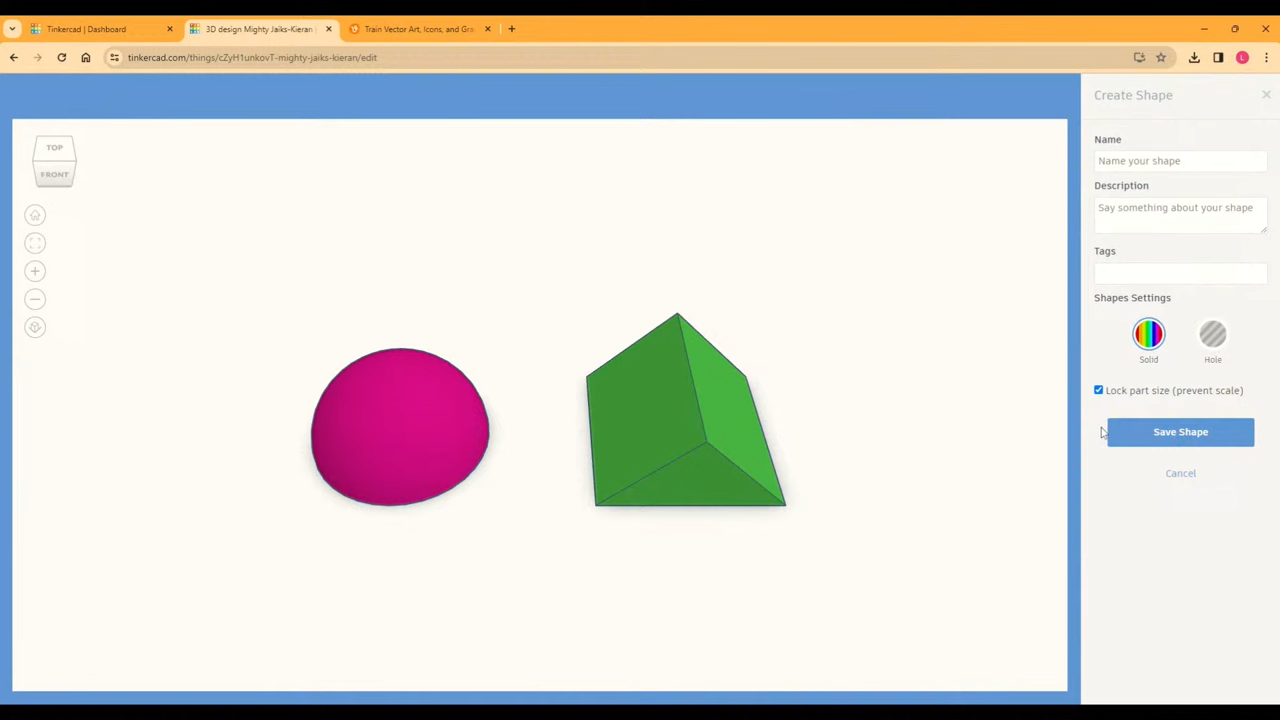 Tinkercad | Dashboard
3D design Mighty Jaiks-Kieran |
Train Vector Art, Icons, and Gra
tinkercad.com/things/cZyH1unkovT-mighty-jaiks-kieran/edit
L
Create Shape
TOP
FRONT
Name
Name your shape
Description
Say something about your shape
Tags
Shapes Settings
Solid
Hole
Lock part size (prevent scale)
Save Shape
Cancel